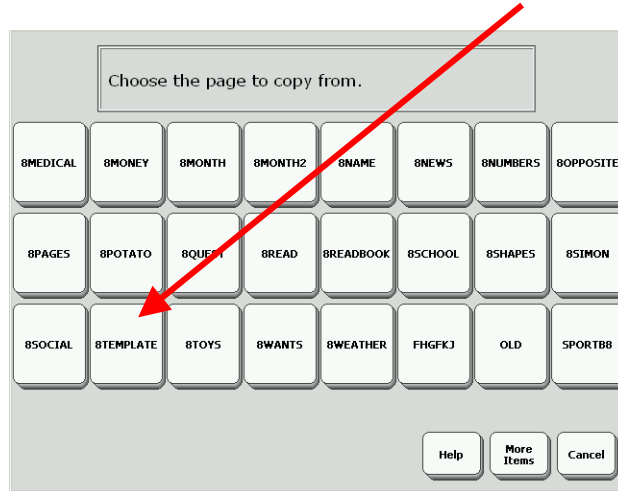 Choose the page to copy from.
8MEDICAL 8MONEY 8MONTH 8MONTH2 8NAME 8NEWS 8NUMBERS 8OPPOSITE
8PAGES 8POTATO 8QUEST 8READ 8READBOOK 8SCHOOL 8SHAPES 8SIMON
8SOCIAL 8TEMPLATE 8TOYS 8WANTS 8WEATHER FHGFKJ OLD SPORTB8
Help More Items Cancel